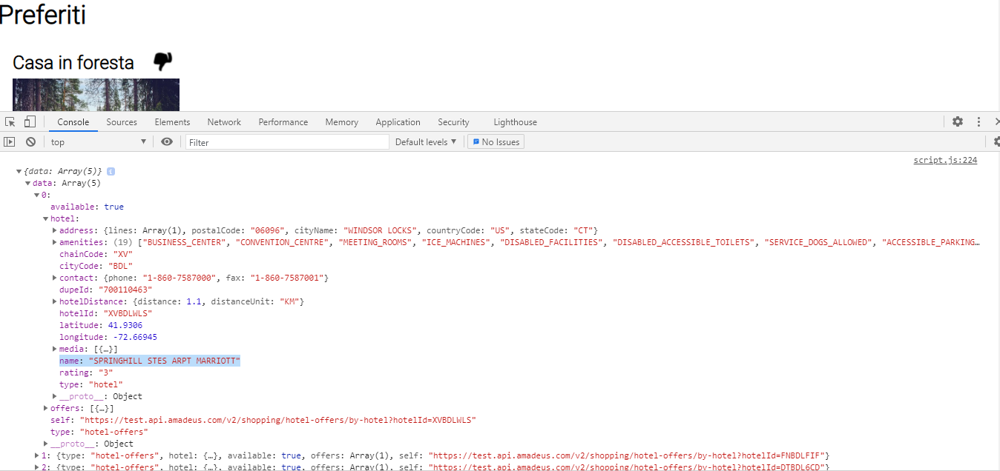 Preferiti
Casa in foresta
Console Sources Elements Network Performance Memory Application Security Lighthouse
top Filter Default levels No Issues
script.js:224
{data: Array(5)}
data: Array(5)
0:
available: true
hotel:
address: {lines: Array(1), postalCode: "06096", cityName: "WINDSOR LOCKS", countryCode: "US", stateCode: "CT"}
amenities: (19) ["BUSINESS_CENTER", "CONVENTION_CENTRE", "MEETING_ROOMS", "ICE_MACHINES", "DISABLED_FACILITIES", "DISABLED_ACCESSIBLE_TOILETS", "SERVICE_DOGS_ALLOWED", "ACCESSIBLE_PARKING…
chainCode: "XV"
cityCode: "BDL"
contact: {phone: "1-860-7587000", fax: "1-860-7587001"}
dupeId: "700110463"
hotelDistance: {distance: 1.1, distanceUnit: "KM"}
hotelId: "XVBDLWLS"
latitude: 41.9306
longitude: -72.66945
media: [{…}]
name: "SPRINGHILL STES ARPT MARRIOTT"
rating: "3"
type: "hotel"
__proto__: Object
offers: [{…}]
self: "https://test.api.amadeus.com/v2/shopping/hotel-offers/by-hotel?hotelId=XVBDLWLS"
type: "hotel-offers"
__proto__: Object
1: {type: "hotel-offers", hotel: {…}, available: true, offers: Array(1), self: "https://test.api.amadeus.com/v2/shopping/hotel-offers/by-hotel?hotelId=FNBDLFIF"}
2: {type: "hotel-offers", hotel: {…}, available: true, offers: Array(1), self: "https://test.api.amadeus.com/v2/shopping/hotel-offers/by-hotel?hotelId=DTBDL6CD"}